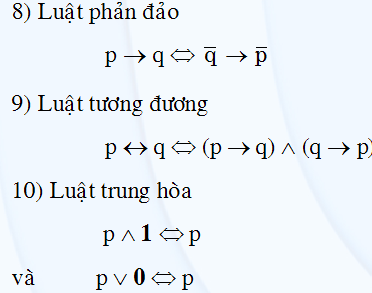 8) Luật phản đảo
p → q ⇔ q̅ → p̅
9) Luật tương đương
p ↔ q ⇔ (p → q) ∧ (q → p)
10) Luật trung hòa
p ∧ 1 ⇔ p
và p ∨ 0 ⇔ p